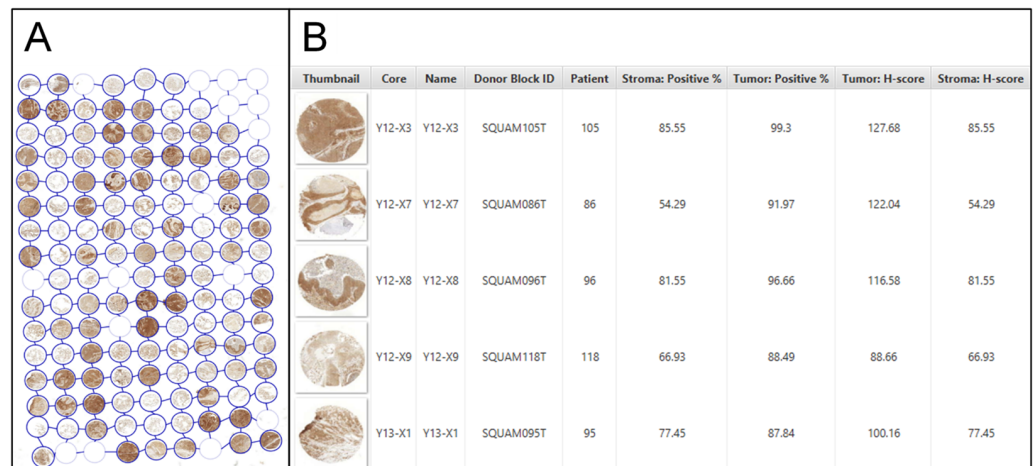 A
B
Thumbnail Core Name Donor Block ID Patient Stroma: Positive % Tumor: Positive % Tumor: H-score Stroma: H-score
Y12-X3 Y12-X3 SQUAM105T 105 85.55 99.3 127.68 85.55
Y12-X7 Y12-X7 SQUAM086T 86 54.29 91.97 122.04 54.29
Y12-X8 Y12-X8 SQUAM096T 96 81.55 96.66 116.58 81.55
Y12-X9 Y12-X9 SQUAM118T 118 66.93 88.49 88.66 66.93
Y13-X1 Y13-X1 SQUAM095T 95 77.45 87.84 100.16 77.45